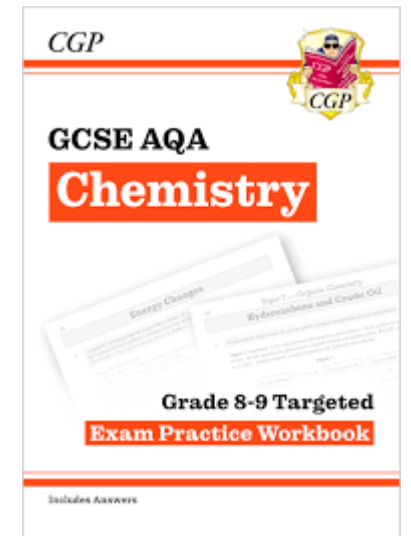 CGP
CGP
CGP
GCSE AQA
Chemistry
Energy Changes
Topic 7 — Organic Chemistry
Hydrocarbons and Crude Oil
Grade 8-9 Targeted
Exam Practice Workbook
Includes Answers